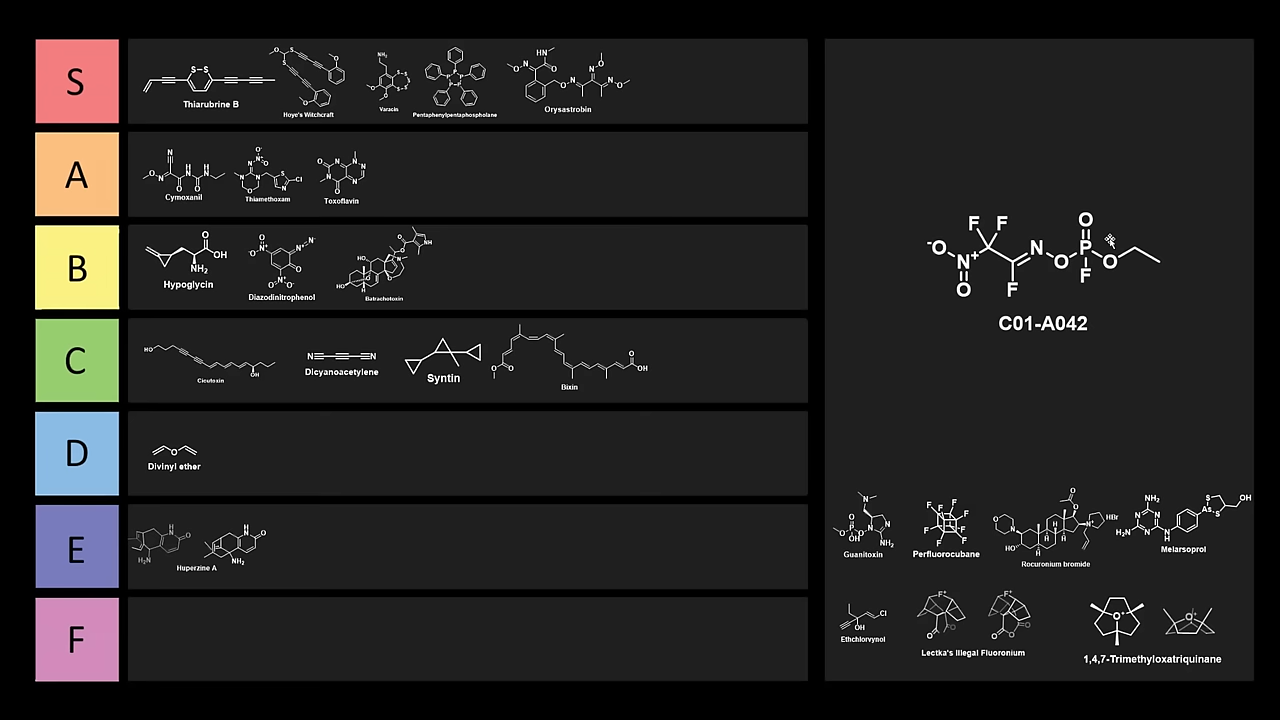 S
Thiarubrine B
Hoye's Witchcraft
Varacin
Pentaphenylpentaphospholane
Orysastrobin
A
Cymoxanil
Thiamethoxam
Toxoflavin
B
Hypoglycin
Diazodinitrophenol
Batrachotoxin
C
Cicutoxin
Dicyanoacetylene
Syntin
Bixin
D
Divinyl ether
E
Huperzine A
F
C01-A042
Guanitoxin
Perfluorocubane
Rocuronium bromide
Melarsoprol
Ethchlorvynol
Lectka's Illegal Fluoronium
1,4,7-Trimethyloxatriquinane